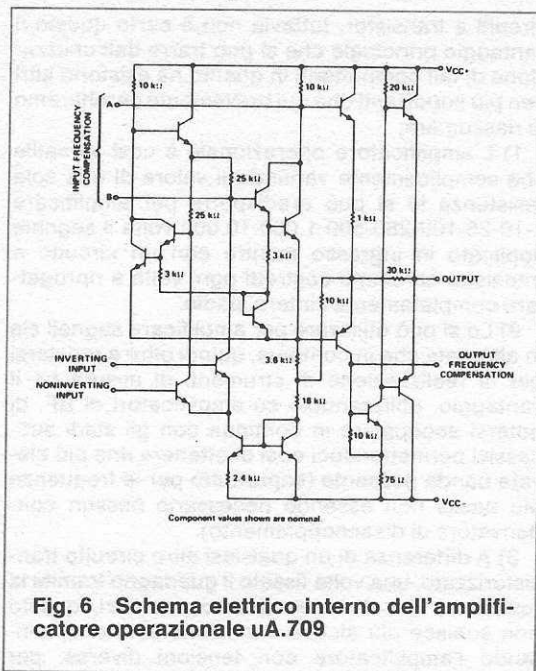 VCC+
10 kΩ
10 kΩ
20 kΩ
A
INPUT FREQUENCY
COMPENSATION
B
25 kΩ
25 kΩ
1 kΩ
3 kΩ
3 kΩ
30 kΩ
OUTPUT
10 kΩ
INVERTING
INPUT
NONINVERTING
INPUT
3.6 kΩ
OUTPUT
FREQUENCY
COMPENSATION
18 kΩ
10 kΩ
2.4 kΩ
75 Ω
VCC-
Component values shown are nominal.
Fig. 6 Schema elettrico interno dell'amplifi-
catore operazionale uA.709